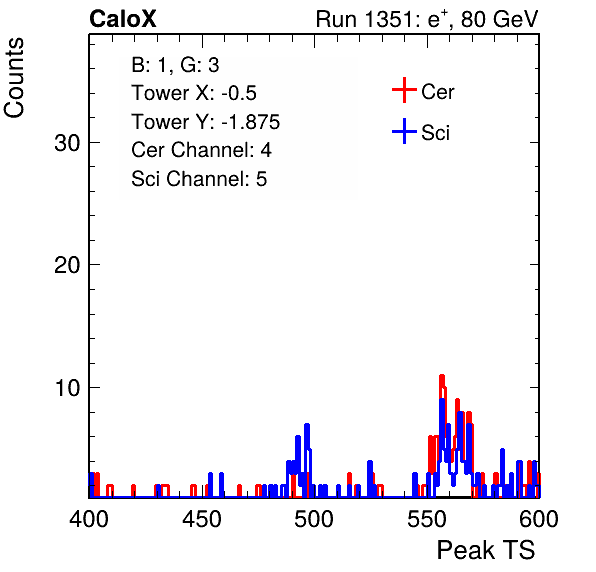 CaloX
Run 1351: e+, 80 GeV
Counts
B: 1, G: 3
Tower X: -0.5
Tower Y: -1.875
Cer Channel: 4
Sci Channel: 5
Cer
Sci
30
20
10
400 450 500 550 600
Peak TS